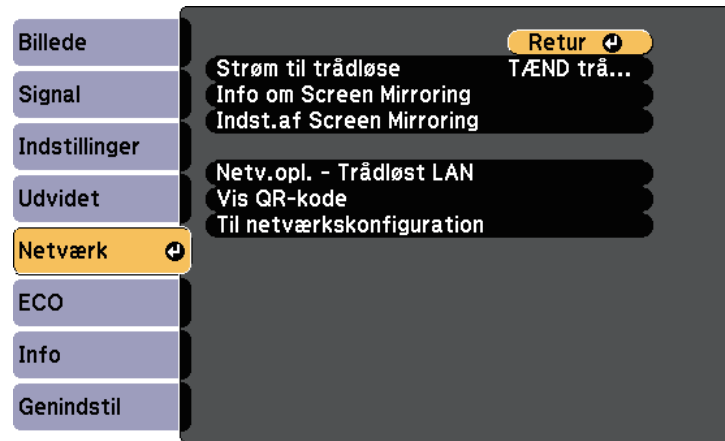 Billede
Signal
Indstillinger
Udvidet
Netværk
ECO
Info
Genindstil
Retur
Strøm til trådløse TÆND trå...
Info om Screen Mirroring
Indst.af Screen Mirroring
Netv.opl. - Trådløst LAN
Vis QR-kode
Til netværkskonfiguration